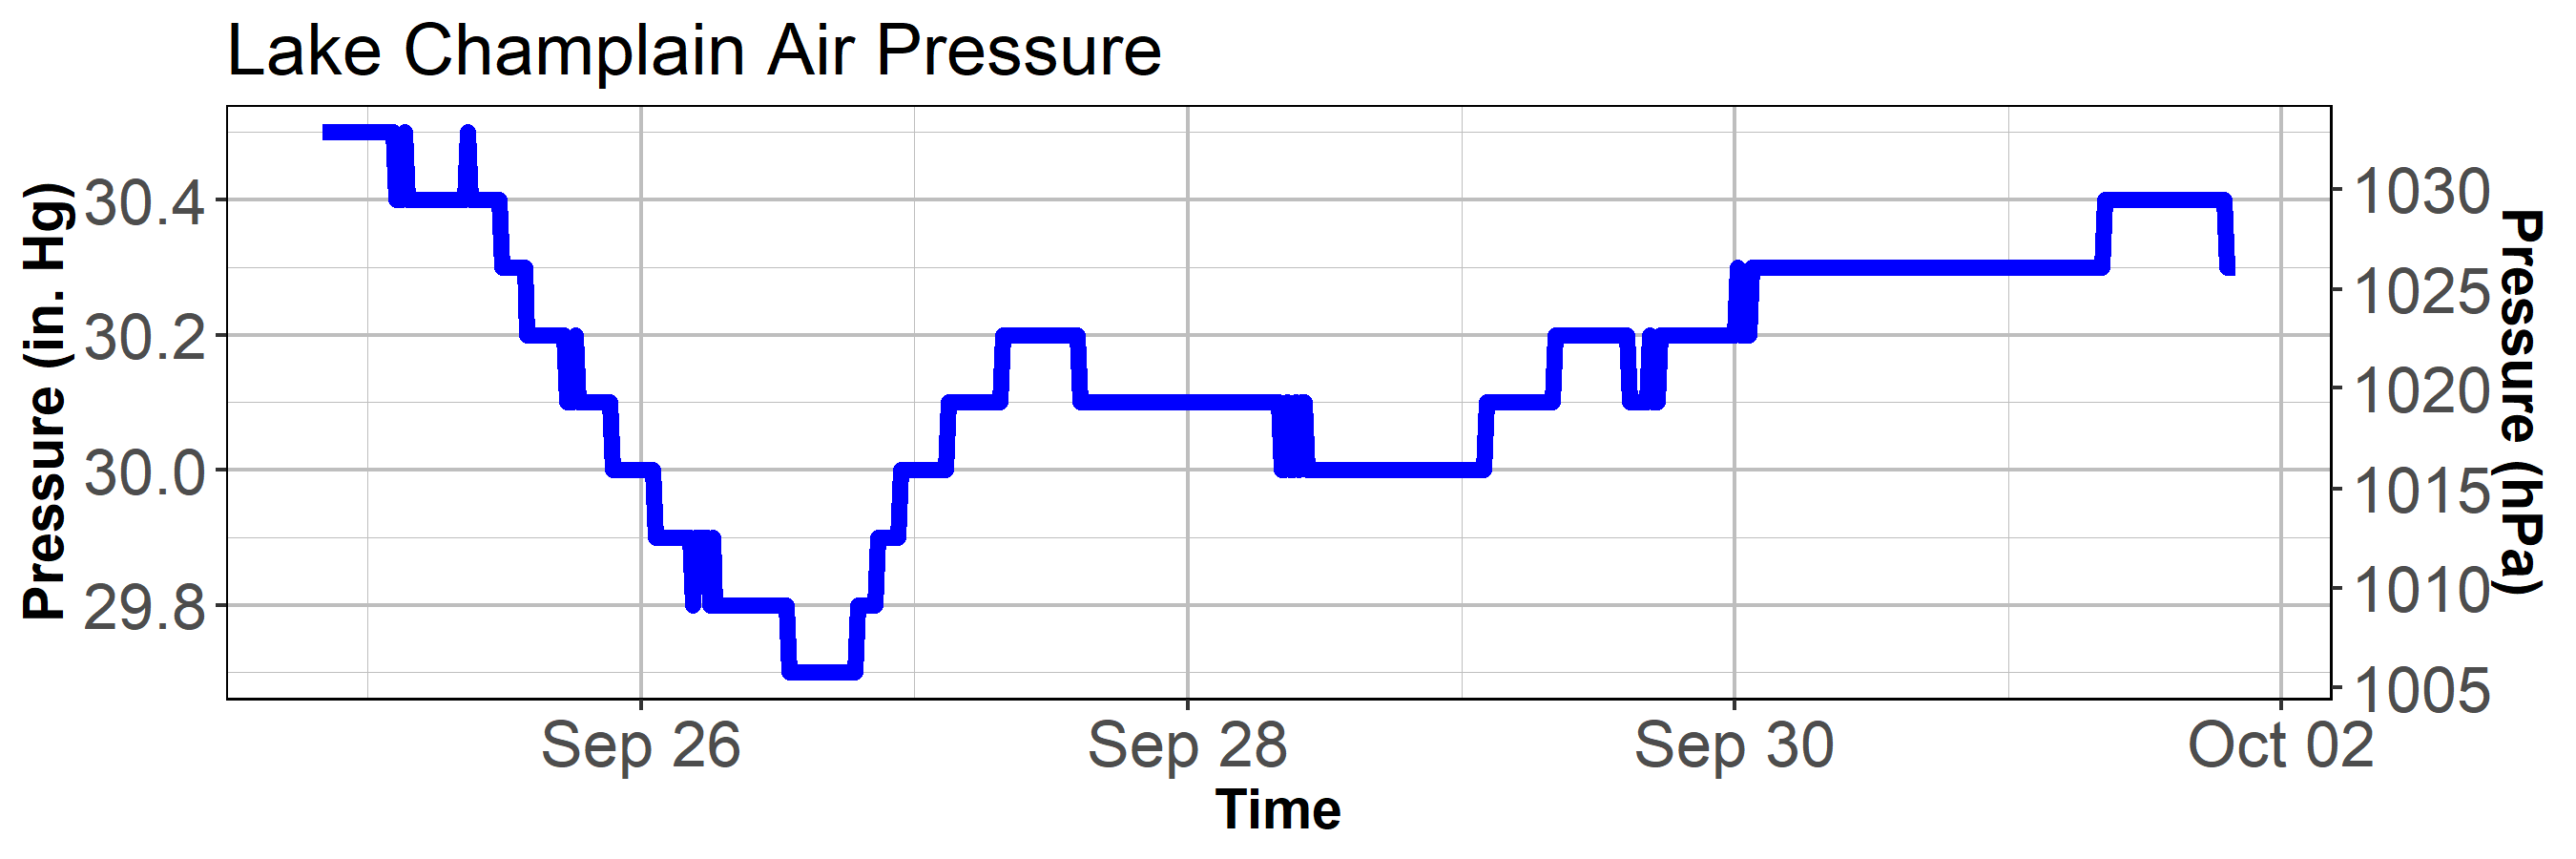 Lake Champlain Air Pressure
Pressure (in. Hg)
30.4
30.2
30.0
29.8
1030
1025
1020
1015
1010
1005
Pressure (hPa)
Sep 26 Sep 28 Sep 30 Oct 02
Time